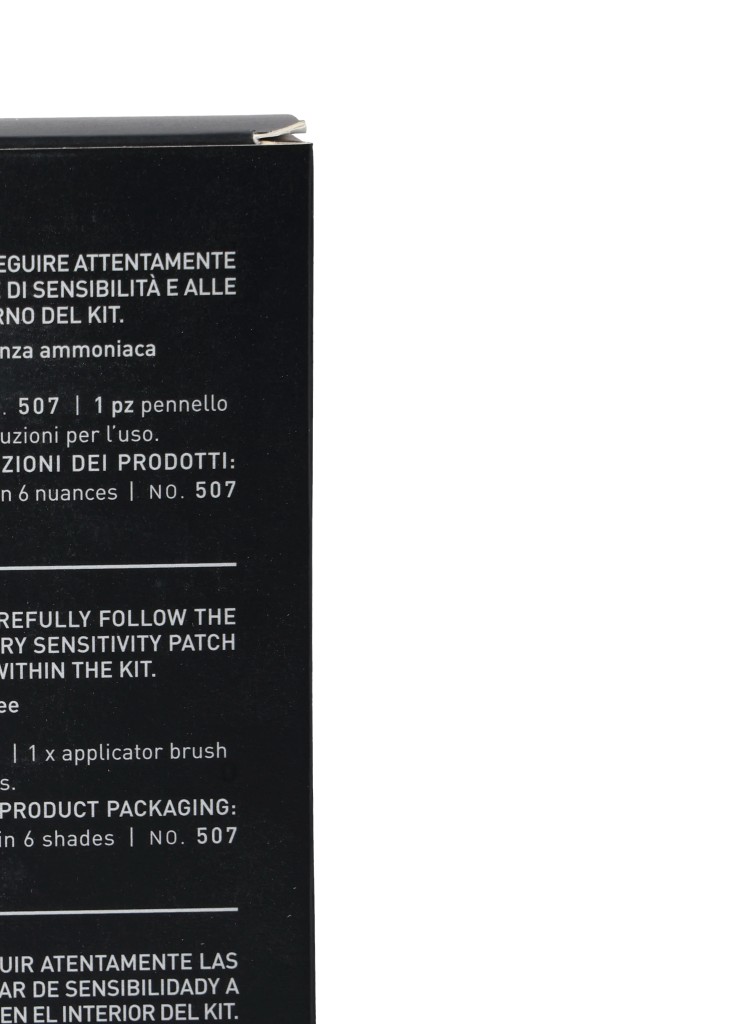 EGUIRE ATTENTAMENTE
DI SENSIBILITÀ E ALLE
RNO DEL KIT.
nza ammoniaca
. 507 | 1 pz pennello
uzioni per l'uso.
ZIONI DEI PRODOTTI:
n 6 nuances | NO. 507
REFULLY FOLLOW THE
RY SENSITIVITY PATCH
WITHIN THE KIT.
ee
| 1 x applicator brush
s.
PRODUCT PACKAGING:
in 6 shades | NO. 507
UIR ATENTAMENTE LAS
AR DE SENSIBILIDADY A
EN EL INTERIOR DEL KIT.